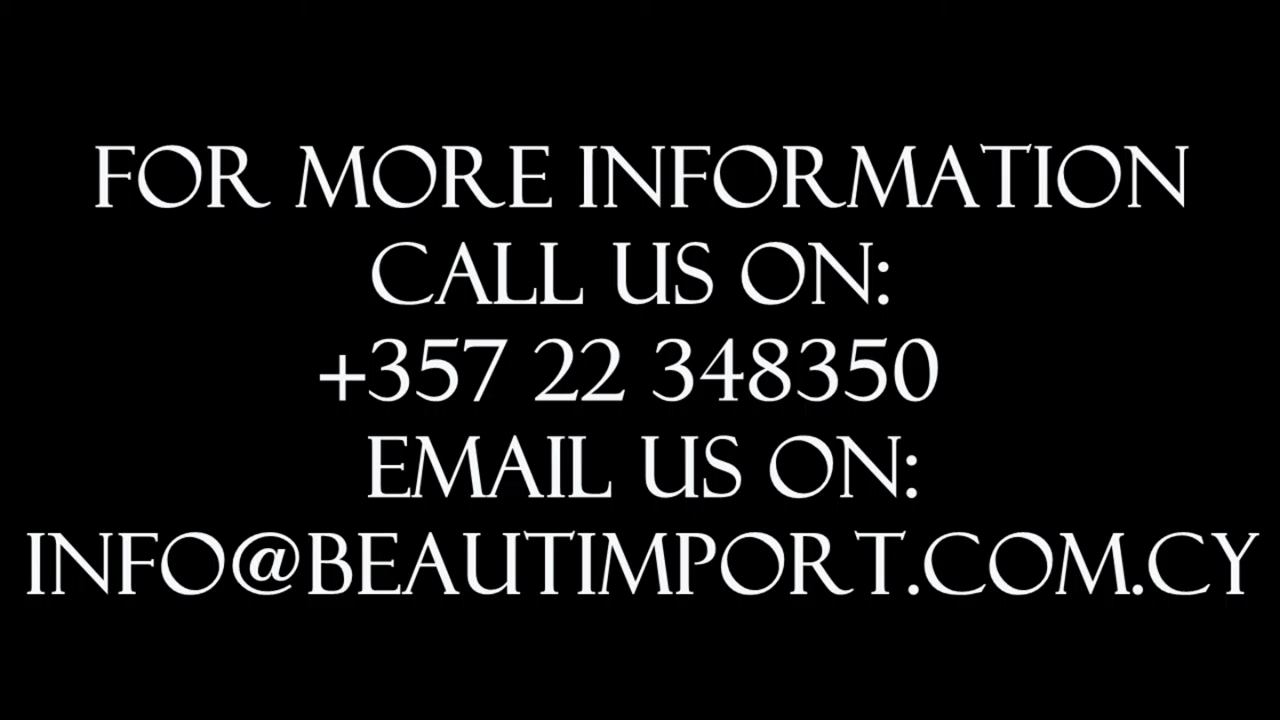 FOR MORE INFORMATION
CALL US ON:
+357 22 348350
EMAIL US ON:
INFO@BEAUTIMPORT.COM.CY